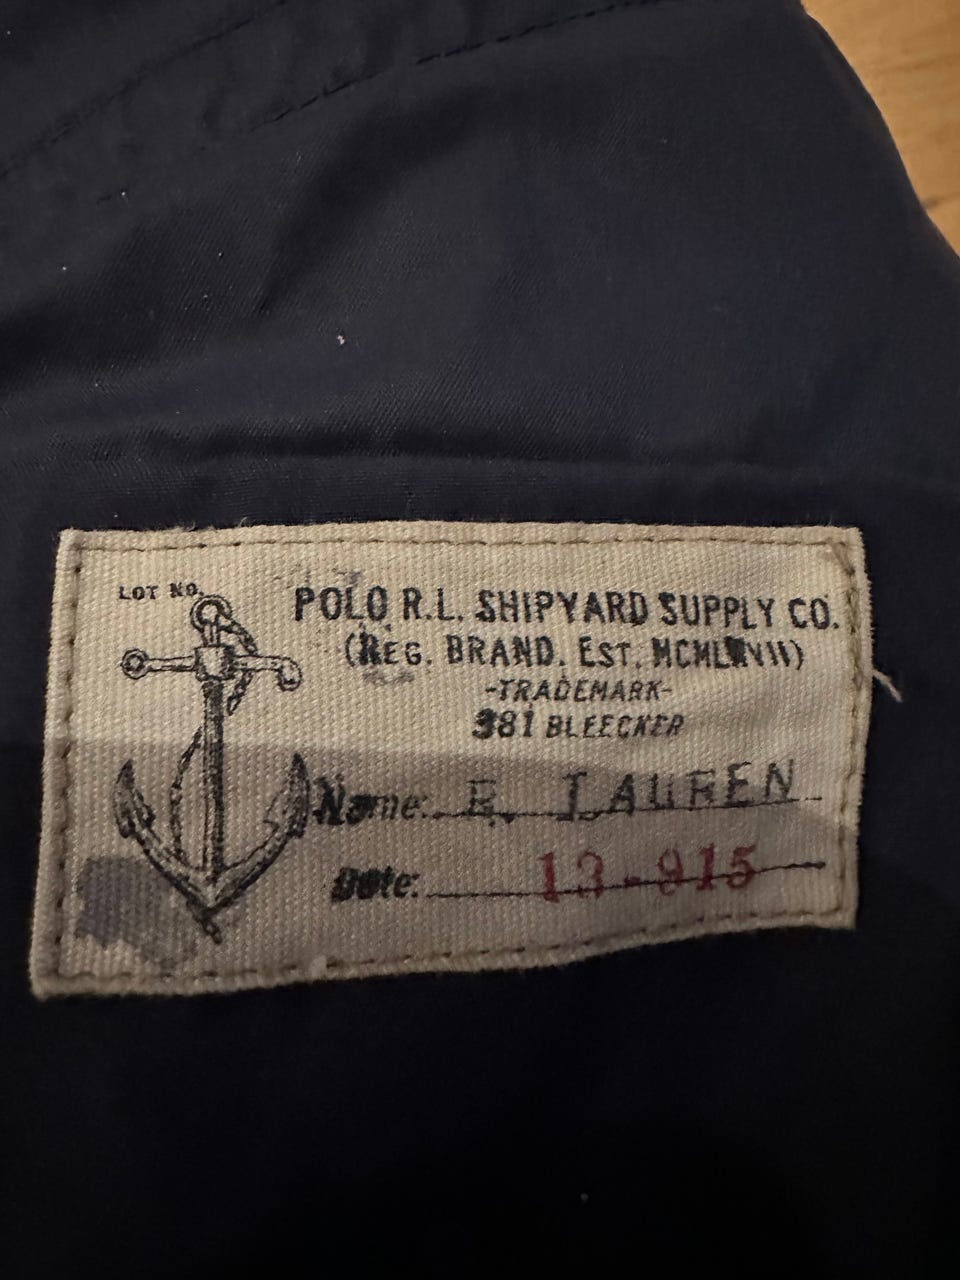 LOT NO.
POLO R.L. SHIPYARD SUPPLY CO.
(REG. BRAND. EST. MCMLXVII)
-TRADEMARK-
381 BLEECKER
Name: R. LAUREN
Date: 13-915